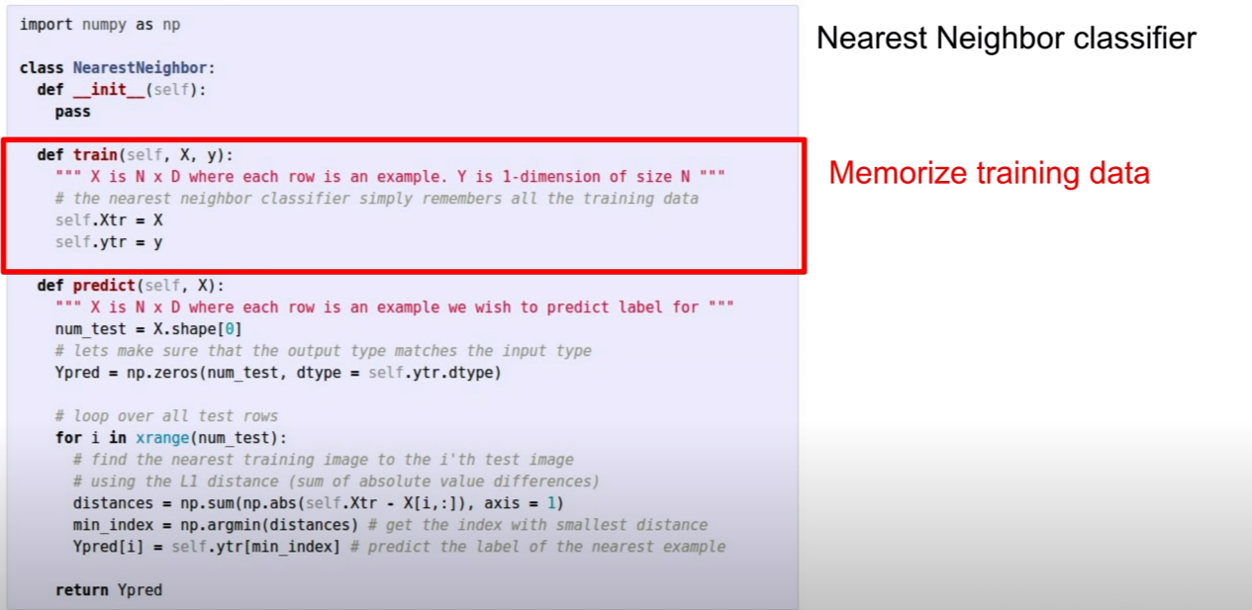 import numpy as np
class NearestNeighbor:
def __init__(self):
pass
def train(self, X, y):
""" X is N x D where each row is an example. Y is 1-dimension of size N """
# the nearest neighbor classifier simply remembers all the training data
self.Xtr = X
self.ytr = y
def predict(self, X):
""" X is N x D where each row is an example we wish to predict label for """
num_test = X.shape[0]
# lets make sure that the output type matches the input type
Ypred = np.zeros(num_test, dtype = self.ytr.dtype)
# loop over all test rows
for i in xrange(num_test):
# find the nearest training image to the i'th test image
# using the L1 distance (sum of absolute value differences)
distances = np.sum(np.abs(self.Xtr - X[i,:]), axis = 1)
min_index = np.argmin(distances) # get the index with smallest distance
Ypred[i] = self.ytr[min_index] # predict the label of the nearest example
return Ypred
Nearest Neighbor classifier
Memorize training data